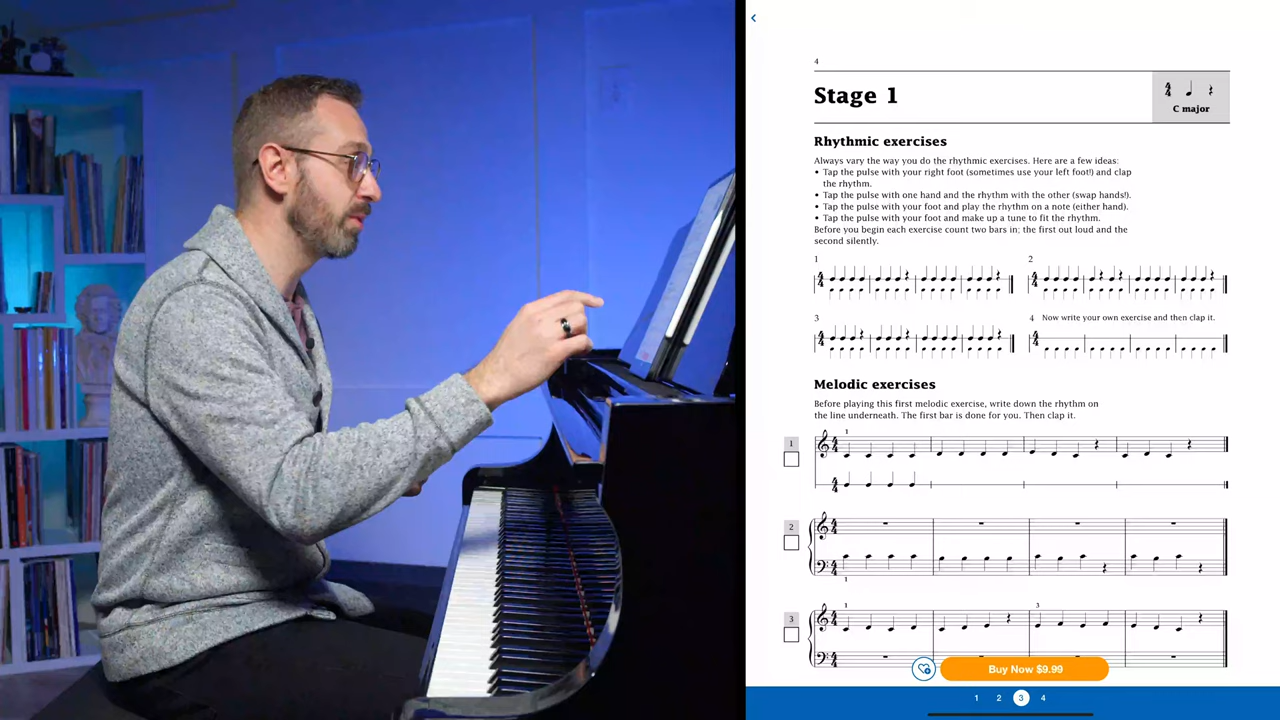 4
Stage 1
C major
Rhythmic exercises
Always vary the way you do the rhythmic exercises. Here are a few ideas:
• Tap the pulse with your right foot (sometimes use your left foot!) and clap
the rhythm.
• Tap the pulse with one hand and the rhythm with the other (swap hands!).
• Tap the pulse with your foot and play the rhythm on a note (either hand).
• Tap the pulse with your foot and make up a tune to fit the rhythm.
Before you begin each exercise count two bars in; the first out loud and the
second silently.
1
2
3
4 Now write your own exercise and then clap it.
Melodic exercises
Before playing this first melodic exercise, write down the rhythm on
the line underneath. The first bar is done for you. Then clap it.
1
1
2
1
3
1
3
Buy Now $9.99
1 2 3 4